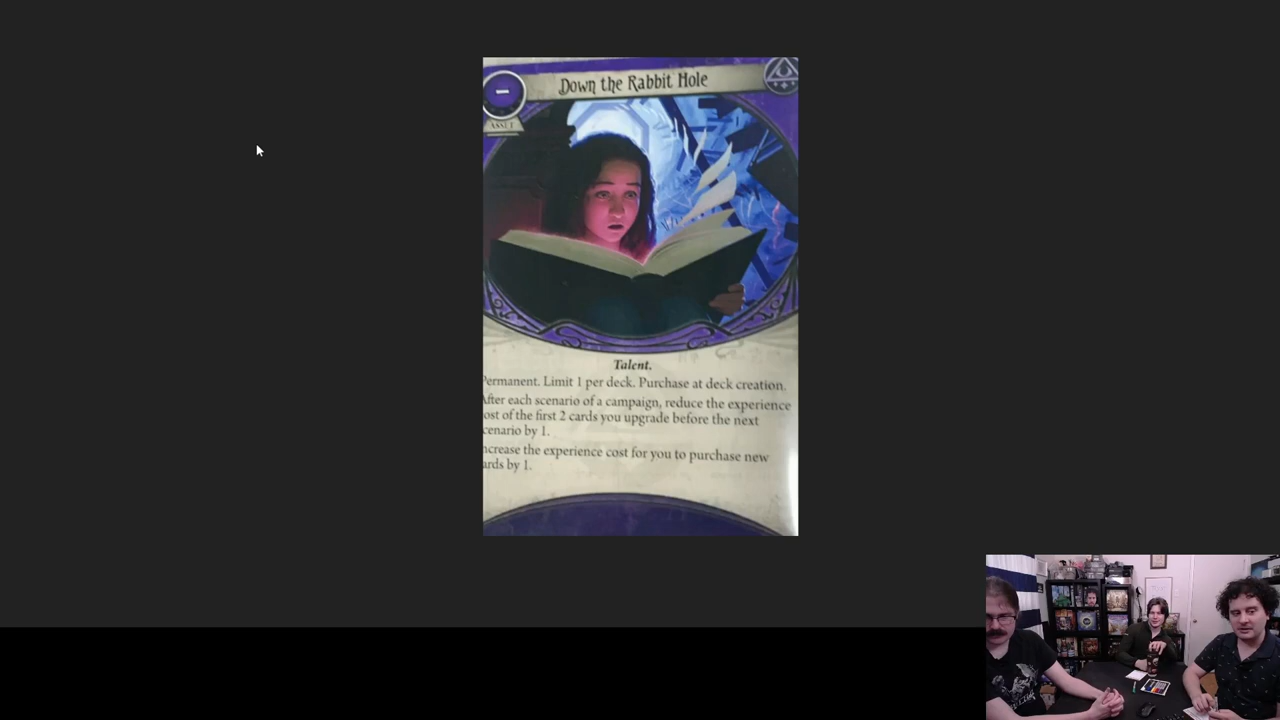 Down the Rabbit Hole
ASSET
Talent.
Permanent. Limit 1 per deck. Purchase at deck creation.
After each scenario of a campaign, reduce the experience
ost of the first 2 cards you upgrade before the next
cenario by 1.
ncrease the experience cost for you to purchase new
ards by 1.